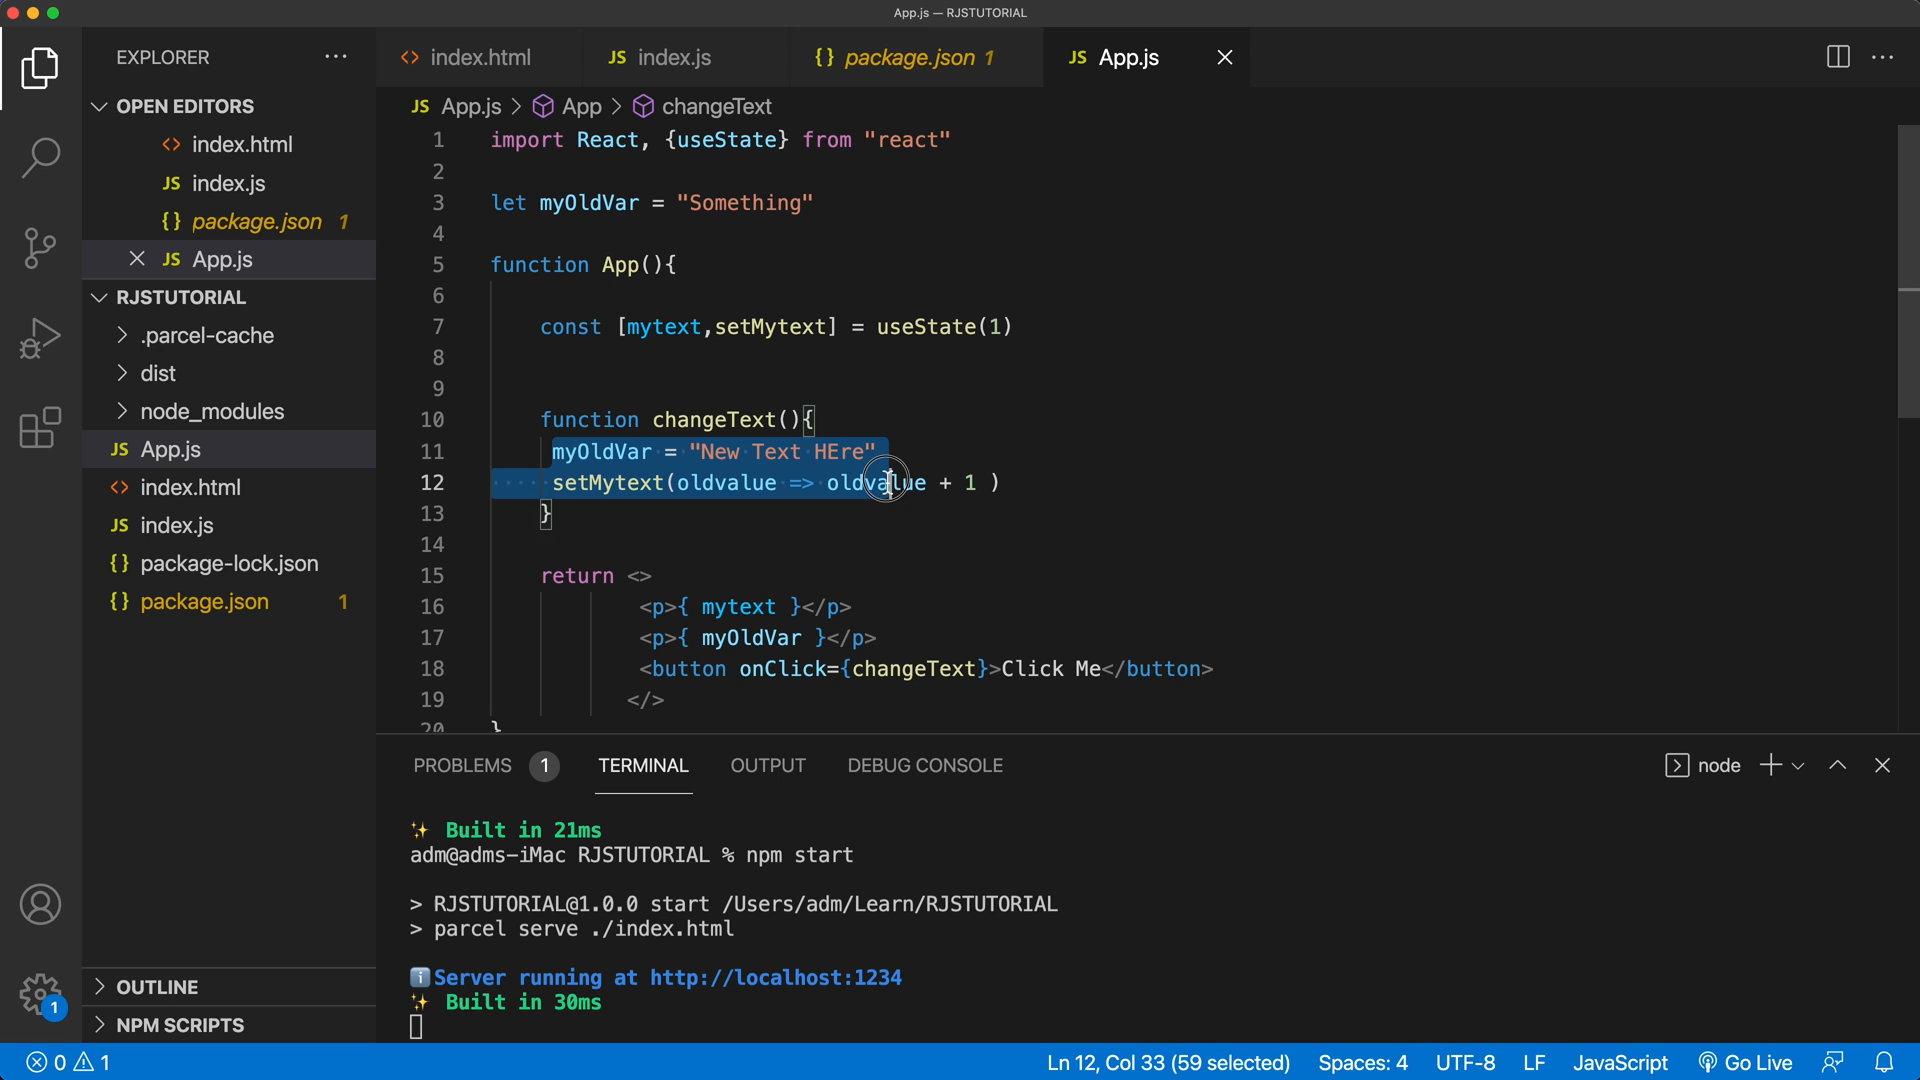 App.js — RJSTUTORIAL
EXPLORER
index.html
JS index.js
{} package.json 1
JS App.js
OPEN EDITORS
index.html
JS index.js
{} package.json 1
JS App.js
RJSTUTORIAL
.parcel-cache
dist
node_modules
JS App.js
index.html
JS index.js
{} package-lock.json
{} package.json 1
OUTLINE
NPM SCRIPTS
JS App.js > App > changeText
1 import React, {useState} from "react"
2
3 let myOldVar = "Something"
4
5 function App(){
6
7 const [mytext,setMytext] = useState(1)
8
9
10 function changeText(){
11 myOldVar = "New Text HEre"
12 setMytext(oldvalue => oldvalue + 1 )
13 }
14
15 return <>
16 <p>{ mytext }</p>
17 <p>{ myOldVar }</p>
18 <button onClick={changeText}>Click Me</button>
19 </>
20 }
PROBLEMS 1 TERMINAL OUTPUT DEBUG CONSOLE
node
✨ Built in 21ms
adm@adms-iMac RJSTUTORIAL % npm start
> RJSTUTORIAL@1.0.0 start /Users/adm/Learn/RJSTUTORIAL
> parcel serve ./index.html
ℹ️Server running at http://localhost:1234
✨ Built in 30ms
1
0 1
Ln 12, Col 33 (59 selected) Spaces: 4 UTF-8 LF JavaScript Go Live